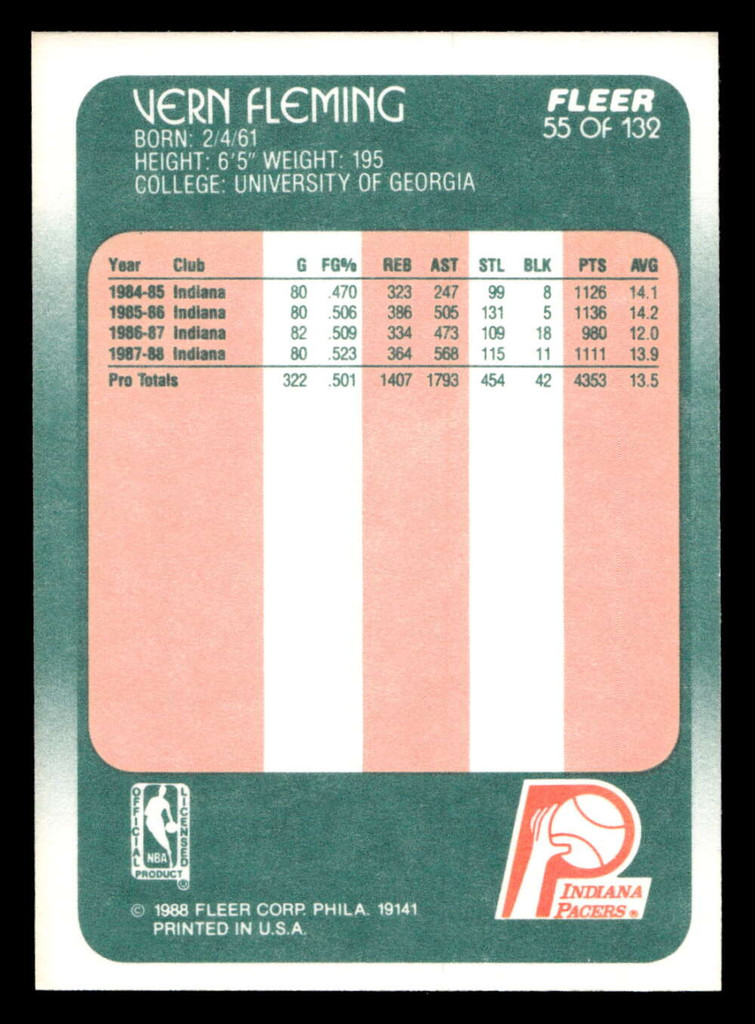 VERN FLEMING
FLEER
BORN: 2/4/61
55 OF 132
HEIGHT: 6'5" WEIGHT: 195
COLLEGE: UNIVERSITY OF GEORGIA
Year Club G FG% REB AST STL BLK PTS AVG
1984-85 Indiana 80 .470 323 247 99 8 1126 14.1
1985-86 Indiana 80 .506 386 505 131 5 1136 14.2
1986-87 Indiana 82 .509 334 473 109 18 980 12.0
1987-88 Indiana 80 .523 364 568 115 11 1111 13.9
Pro Totals 322 .501 1407 1793 454 42 4353 13.5
OFFICIAL
LICENSED
NBA
PRODUCT ®
INDIANA
PACERS ®
© 1988 FLEER CORP. PHILA. 19141
PRINTED IN U.S.A.